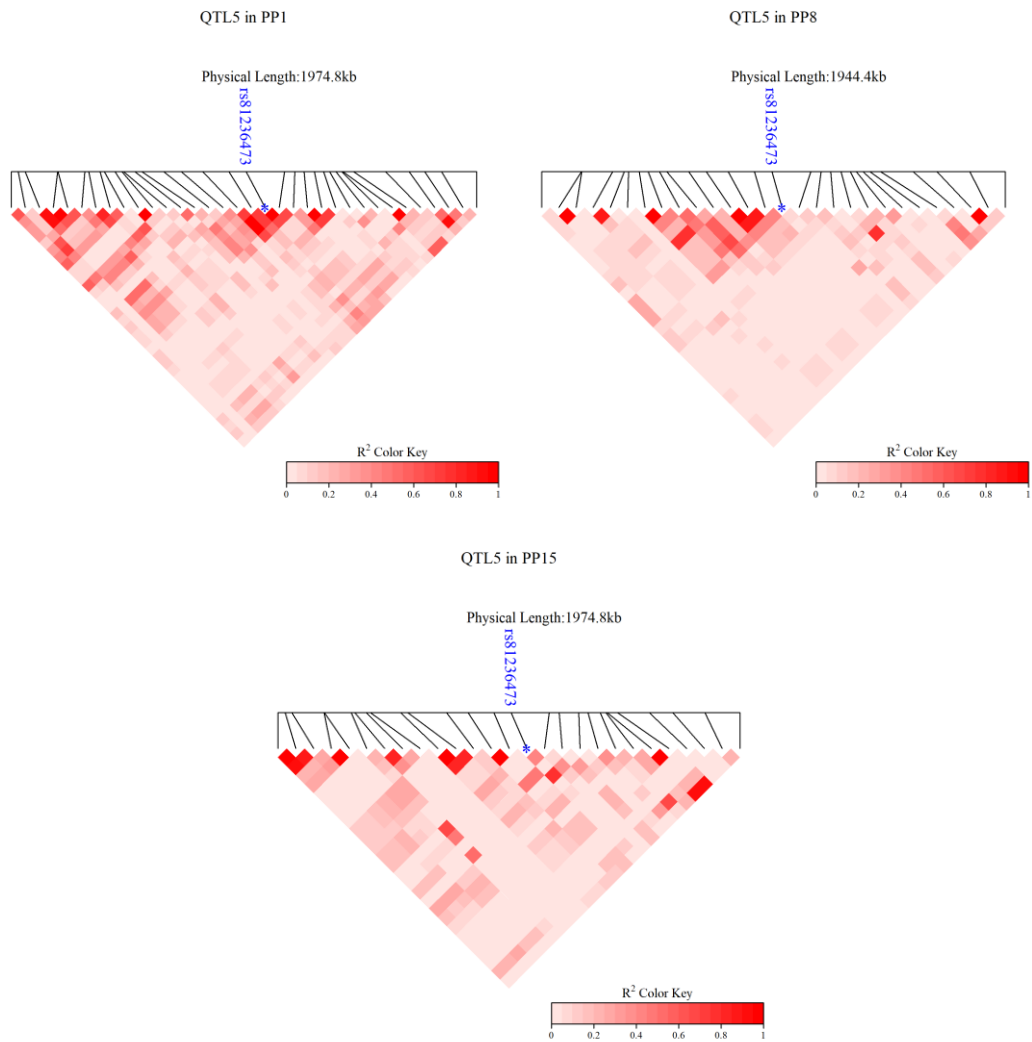 QTL5 in PP1
Physical Length:1974.8kb
rs81236473
*
R² Color Key
0 0.2 0.4 0.6 0.8 1
QTL5 in PP8
Physical Length:1944.4kb
rs81236473
*
R² Color Key
0 0.2 0.4 0.6 0.8 1
QTL5 in PP15
Physical Length:1974.8kb
rs81236473
*
R² Color Key
0 0.2 0.4 0.6 0.8 1